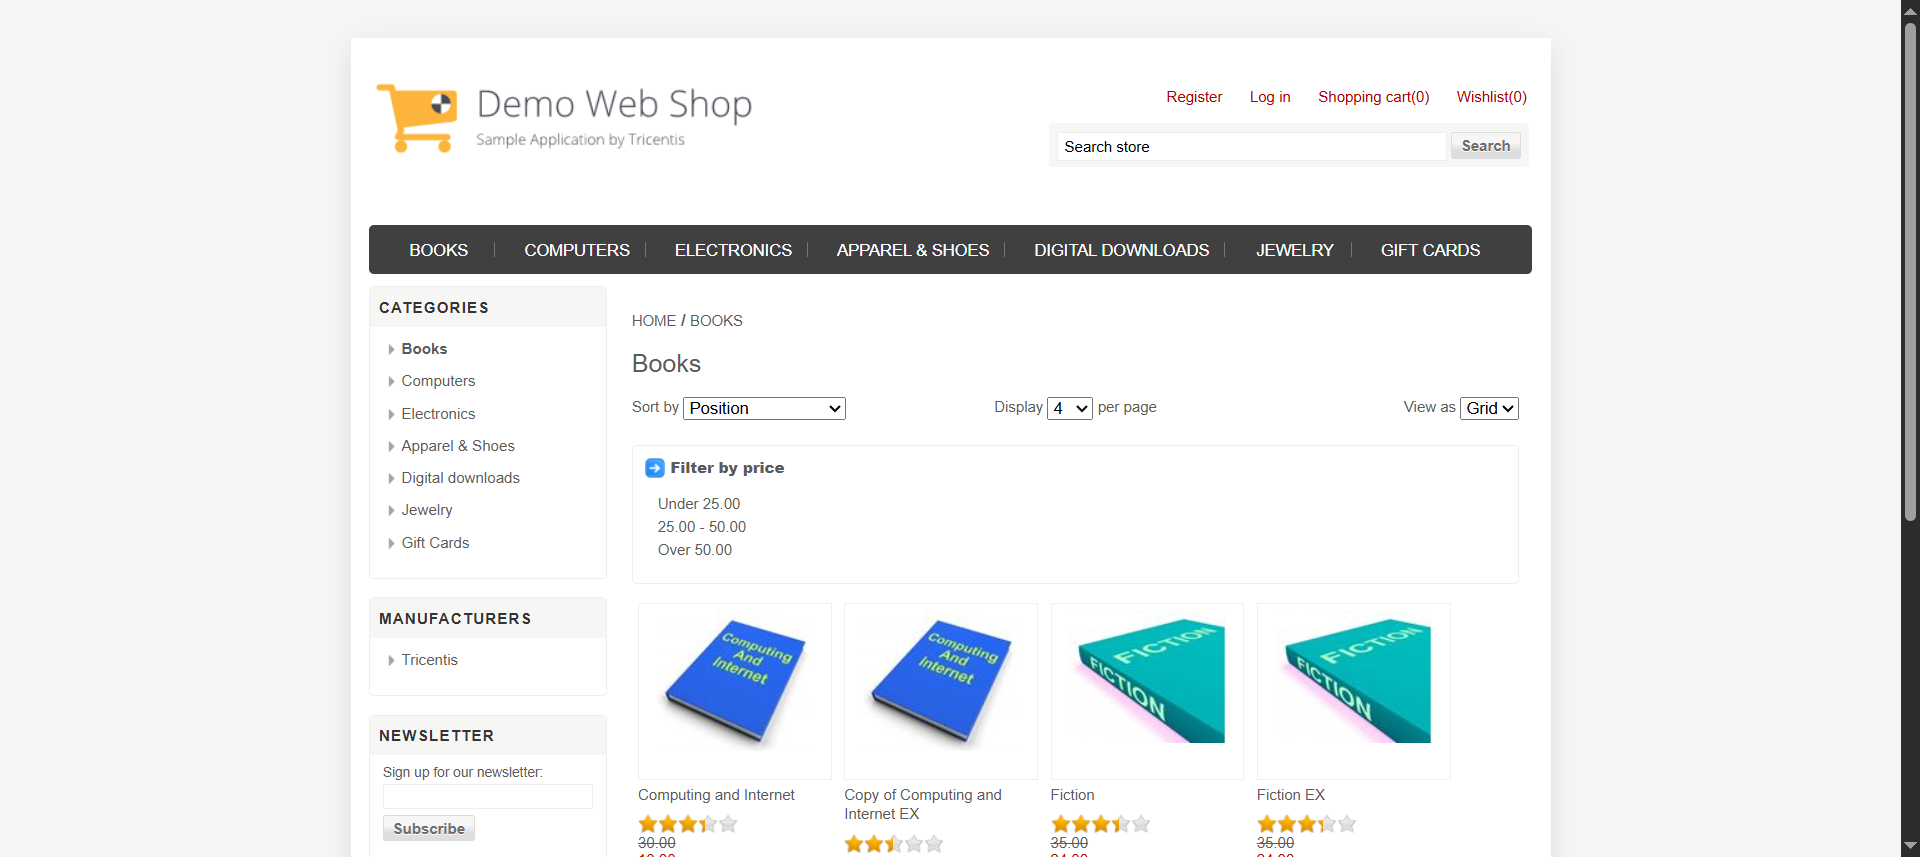 Demo Web Shop
Sample Application by Tricentis
Register Log in Shopping cart(0) Wishlist(0)
Search store Search
BOOKS COMPUTERS ELECTRONICS APPAREL & SHOES DIGITAL DOWNLOADS JEWELRY GIFT CARDS
CATEGORIES
Books
Computers
Electronics
Apparel & Shoes
Digital downloads
Jewelry
Gift Cards
MANUFACTURERS
Tricentis
NEWSLETTER
Sign up for our newsletter:
Subscribe
HOME / BOOKS
Books
Sort by Position Display 4 per page View as Grid
Filter by price
Under 25.00
25.00 - 50.00
Over 50.00
Computing
And
Internet
Computing
And
Internet
FICTION
FICTION
FICTION
FICTION
Computing and Internet
30.00
Copy of Computing and
Internet EX
Fiction
35.00
Fiction EX
35.00